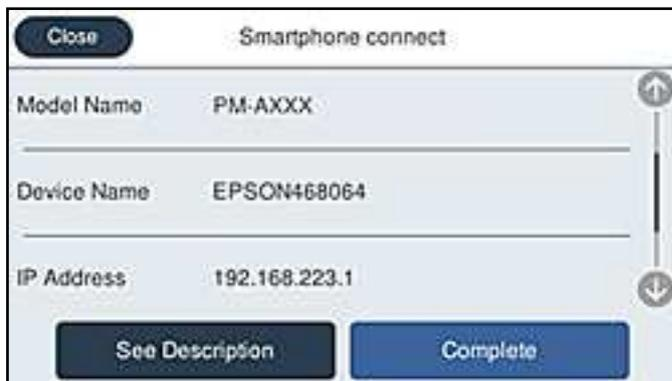 Close Smartphone connect
Model Name PM-AXXX
Device Name EPSON468064
IP Address 192.168.223.1
See Description Complete